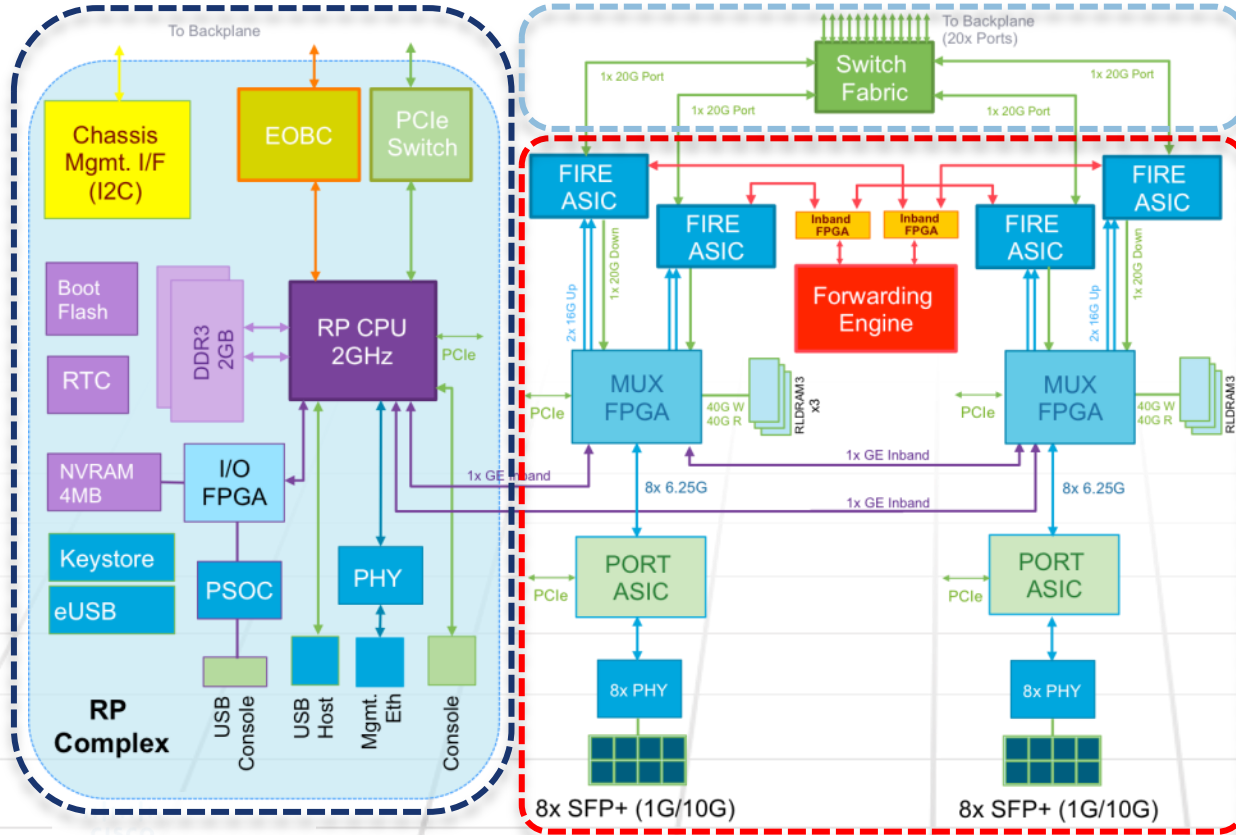 To Backplane
Chassis
Mgmt. I/F
(I2C)
EOBC
PCIe
Switch
Boot
Flash
RTC
DDR3
2GB
RP CPU
2GHz
PCIe
NVRAM
4MB
I/O
FPGA
Keystore
eUSB
PSOC
PHY
USB
Console
USB
Host
Mgmt.
Eth
Console
RP
Complex
To Backplane
(20x Ports)
Switch
Fabric
1x 20G Port
1x 20G Port
1x 20G Port
1x 20G Port
FIRE
ASIC
FIRE
ASIC
Inband
FPGA
Inband
FPGA
FIRE
ASIC
FIRE
ASIC
Forwarding
Engine
2x 16G Up
1x 20G Down
2x 16G Up
1x 20G Down
MUX
FPGA
PCIe
40G W
40G R
RLDRAM3
x3
MUX
FPGA
PCIe
40G W
40G R
RLDRAM3
1x GE Inband
1x GE Inband
1x GE Inband
8x 6.25G
8x 6.25G
PORT
ASIC
PCIe
PORT
ASIC
PCIe
8x PHY
8x PHY
8x SFP+ (1G/10G)
8x SFP+ (1G/10G)